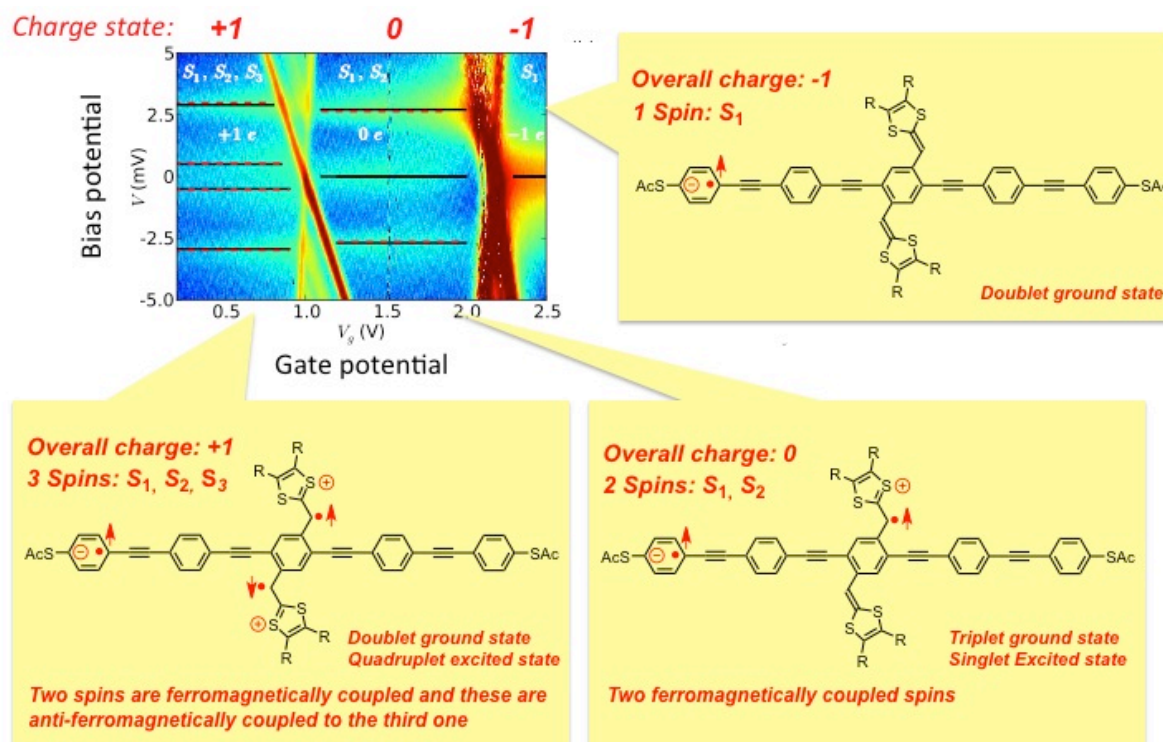 Charge state: +1 0 -1
Bias potential
V (mV)
5
2.5
0
-2.5
-5.0
S1, S2, S3
S1, S2
S1
+1 e
0 e
-1 e
0.5 1.0 1.5 2.0 2.5
Vg (V)
Gate potential
Overall charge: -1
1 Spin: S1
R
R
S
S
AcS
SAc
S
S
R
R
Doublet ground state
Overall charge: +1
3 Spins: S1, S2, S3
R
R
S
S
AcS
SAc
S
S
R
R
Doublet ground state
Quadruplet excited state
Two spins are ferromagnetically coupled and these are
anti-ferromagnetically coupled to the third one
Overall charge: 0
2 Spins: S1, S2
R
R
S
S
AcS
SAc
S
S
R
R
Triplet ground state
Singlet Excited state
Two ferromagnetically coupled spins